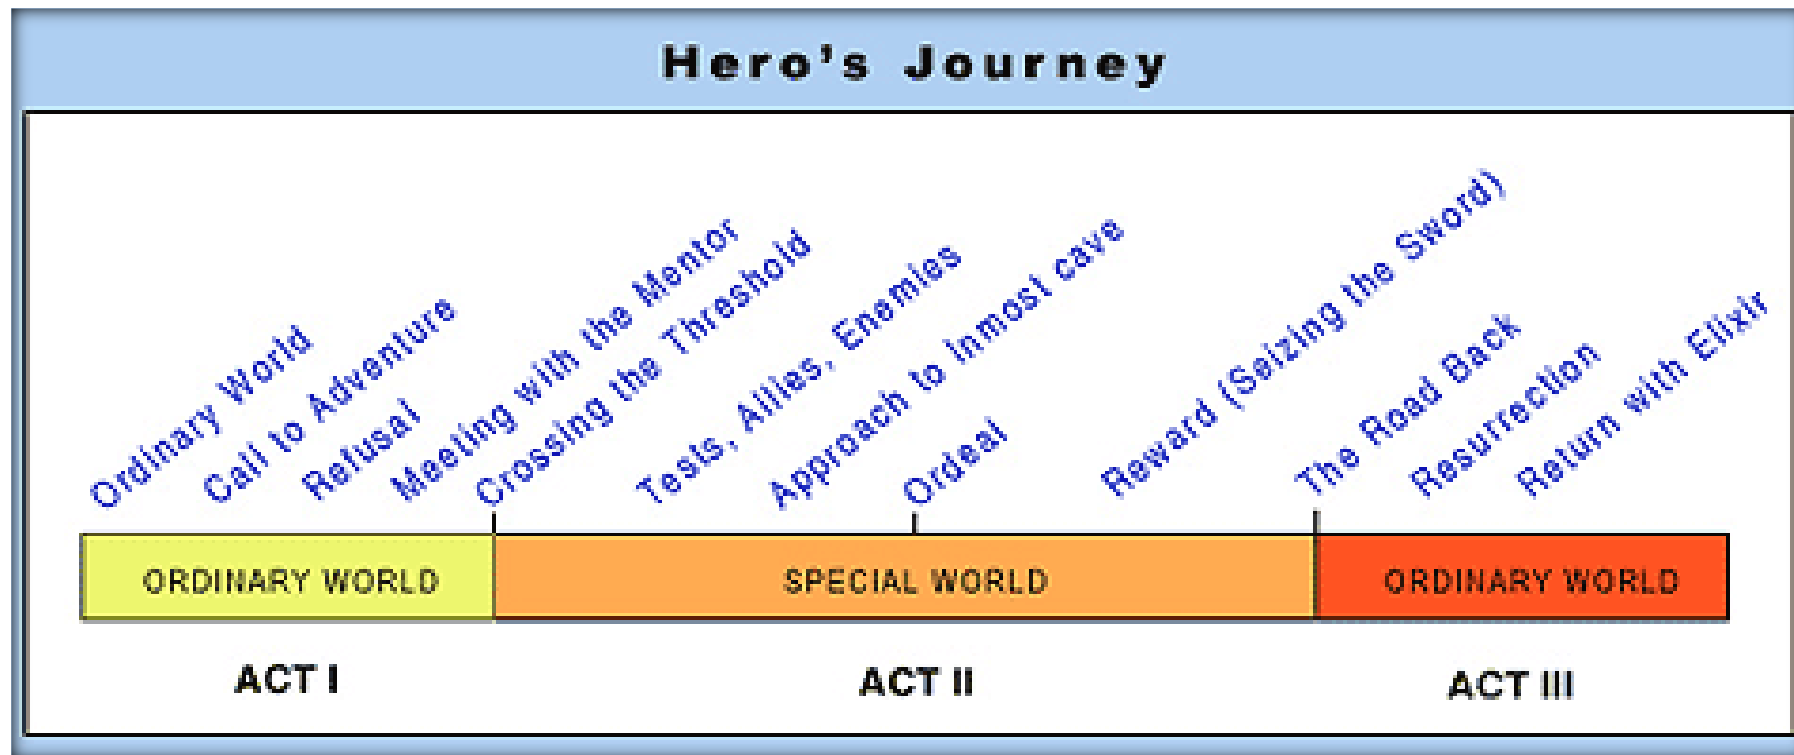 Hero's Journey
Ordinary World
Call to Adventure
Refusal
Meeting with the Mentor
Crossing the Threshold
Tests, Allies, Enemies
Approach to Inmost cave
Ordeal
Reward (Seizing the Sword)
The Road Back
Resurrection
Return with Elixir
ORDINARY WORLD
SPECIAL WORLD
ORDINARY WORLD
ACT I
ACT II
ACT III